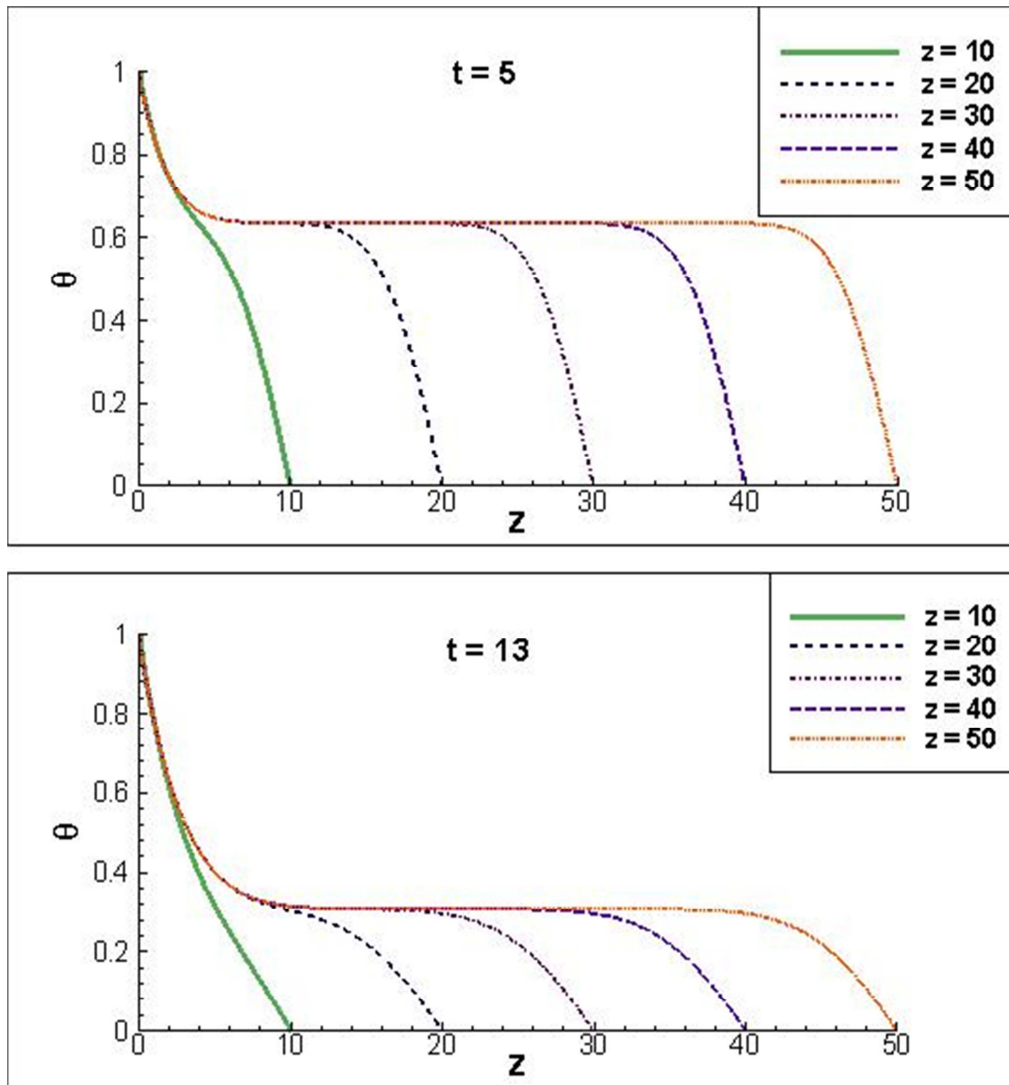 t = 5
z = 10
z = 20
z = 30
z = 40
z = 50
1
0.8
0.6
0.4
0.2
0
θ
0 10 20 30 40 50
Z
t = 13
z = 10
z = 20
z = 30
z = 40
z = 50
1
0.8
0.6
0.4
0.2
0
θ
0 10 20 30 40 50
Z